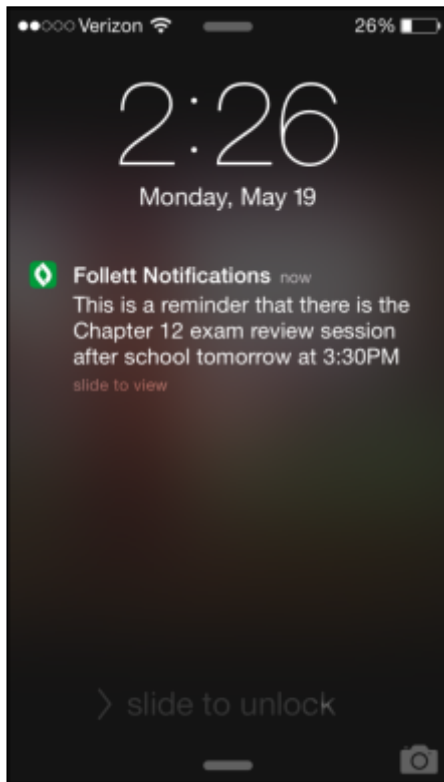 Verizon 26%
2:26
Monday, May 19
Follett Notifications now
This is a reminder that there is the
Chapter 12 exam review session
after school tomorrow at 3:30PM
slide to view
> slide to unlock